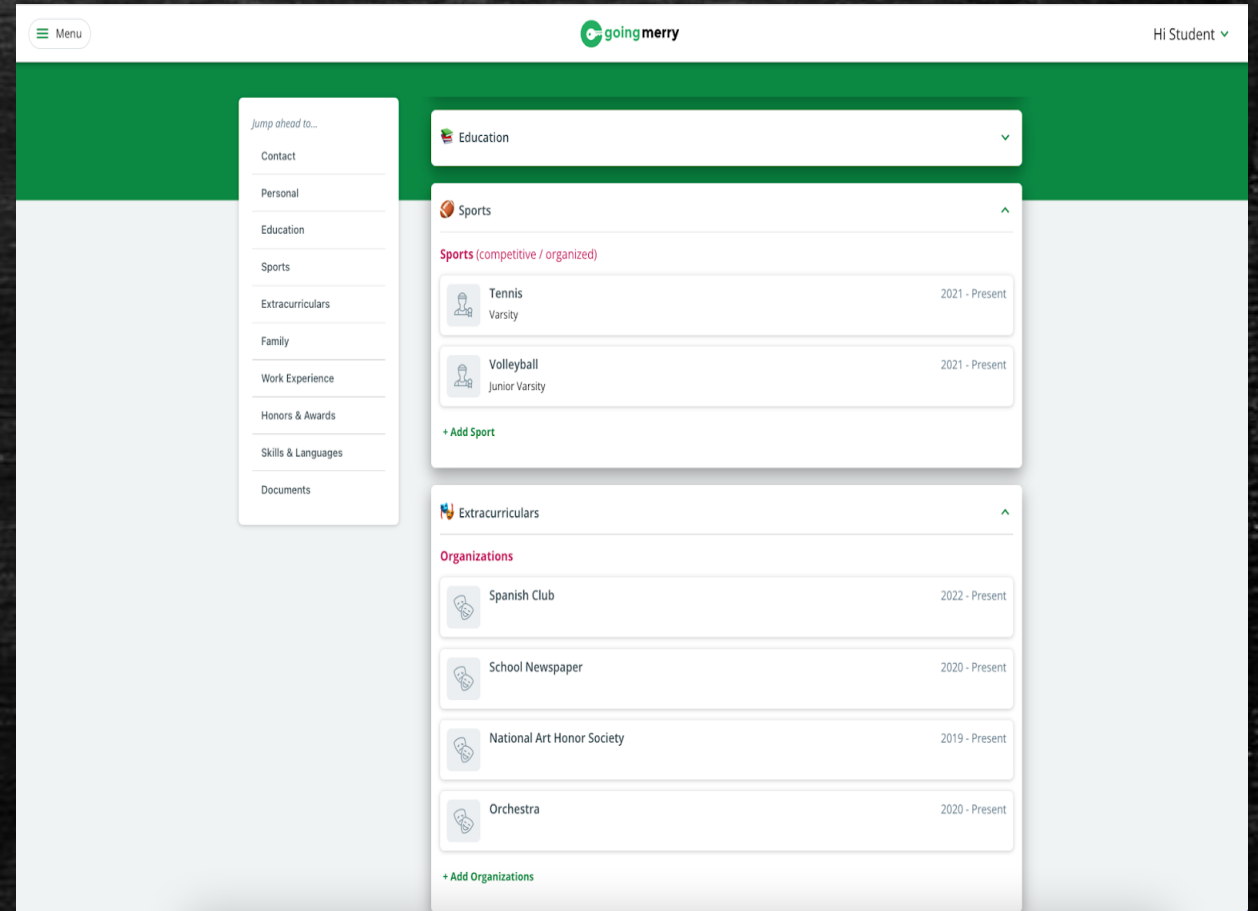 Menu
goingmerry
Hi Student
Jump ahead to...
Contact
Personal
Education
Sports
Extracurriculars
Family
Work Experience
Honors & Awards
Skills & Languages
Documents
Education
Sports
Sports (competitive / organized)
Tennis
2021 - Present
Varsity
Volleyball
2021 - Present
Junior Varsity
+ Add Sport
Extracurriculars
Organizations
Spanish Club
2022 - Present
School Newspaper
2020 - Present
National Art Honor Society
2019 - Present
Orchestra
2020 - Present
+ Add Organizations